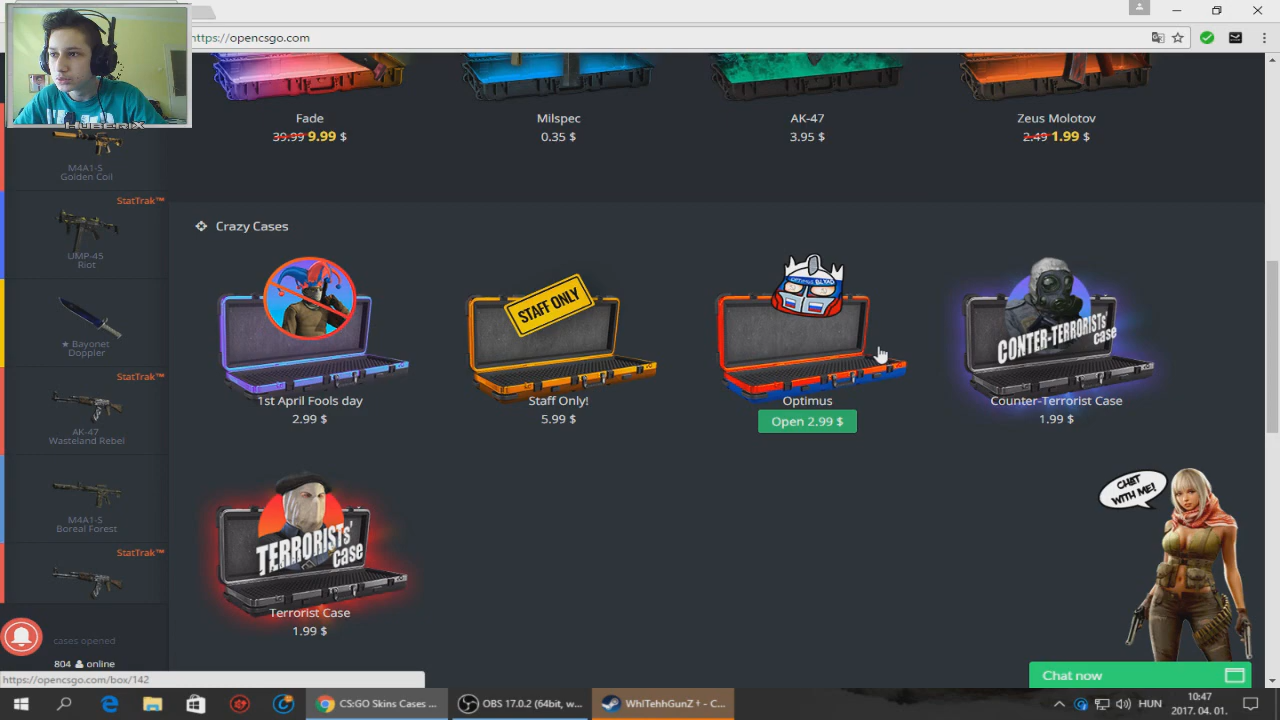 https://opencsgo.com
Fade
39.99 9.99 $
Milspec
0.35 $
AK-47
3.95 $
Zeus Molotov
2.49 1.99 $
M4A1-S
Golden Coil
StatTrak™
UMP-45
Riot
★ Bayonet
Doppler
StatTrak™
AK-47
Wasteland Rebel
M4A1-S
Boreal Forest
StatTrak™
cases opened
804 online
Crazy Cases
1st April Fools day
2.99 $
STAFF ONLY
Staff Only!
5.99 $
OPTIMUS BLYAD
Optimus
Open 2.99 $
CONTER-TERRORISTS'
case
Counter-Terrorist Case
1.99 $
TERRORISTS'
case
Terrorist Case
1.99 $
CHAT
WITH ME!
Chat now
https://opencsgo.com/box/142
CS:GO Skins Cases ...
OBS 17.0.2 (64bit, w...
WhITehhGunZ † - C...
HUN
10:47
2017. 04. 01.